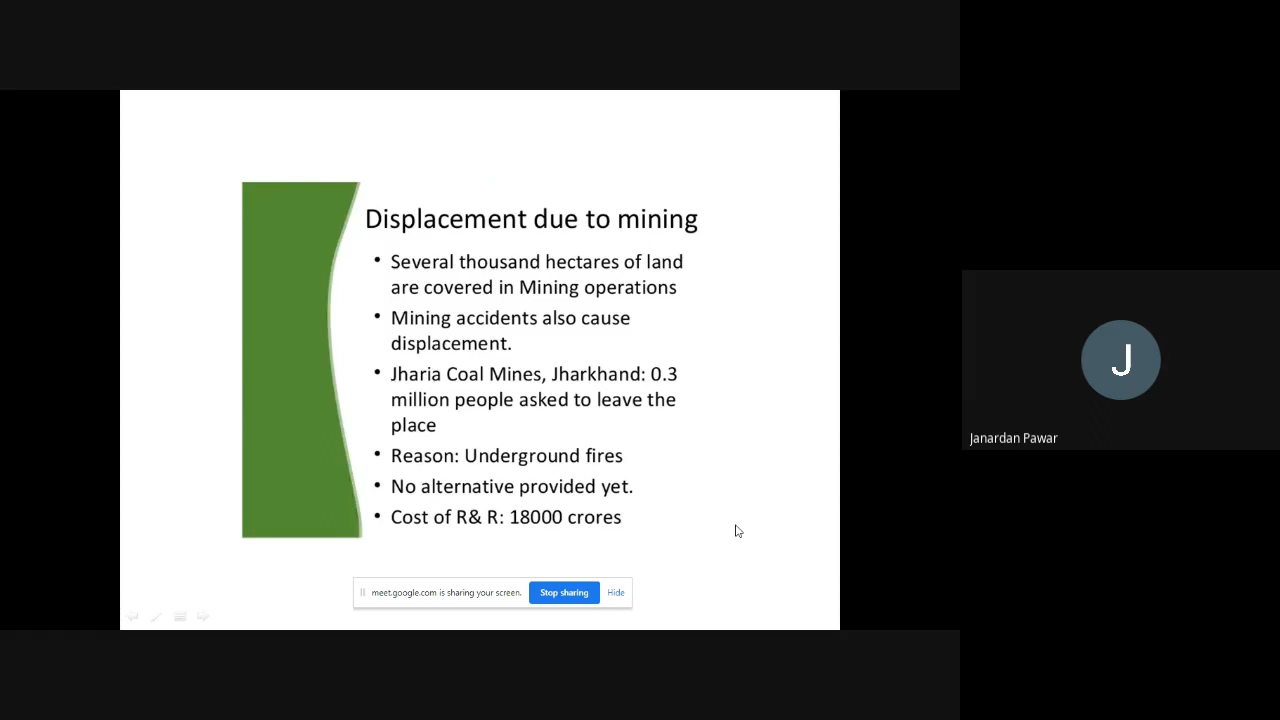 Displacement due to mining
• Several thousand hectares of land
are covered in Mining operations
• Mining accidents also cause
displacement.
• Jharia Coal Mines, Jharkhand: 0.3
million people asked to leave the
place
• Reason: Underground fires
• No alternative provided yet.
• Cost of R& R: 18000 crores
meet.google.com is sharing your screen. Stop sharing Hide
J
Janardan Pawar